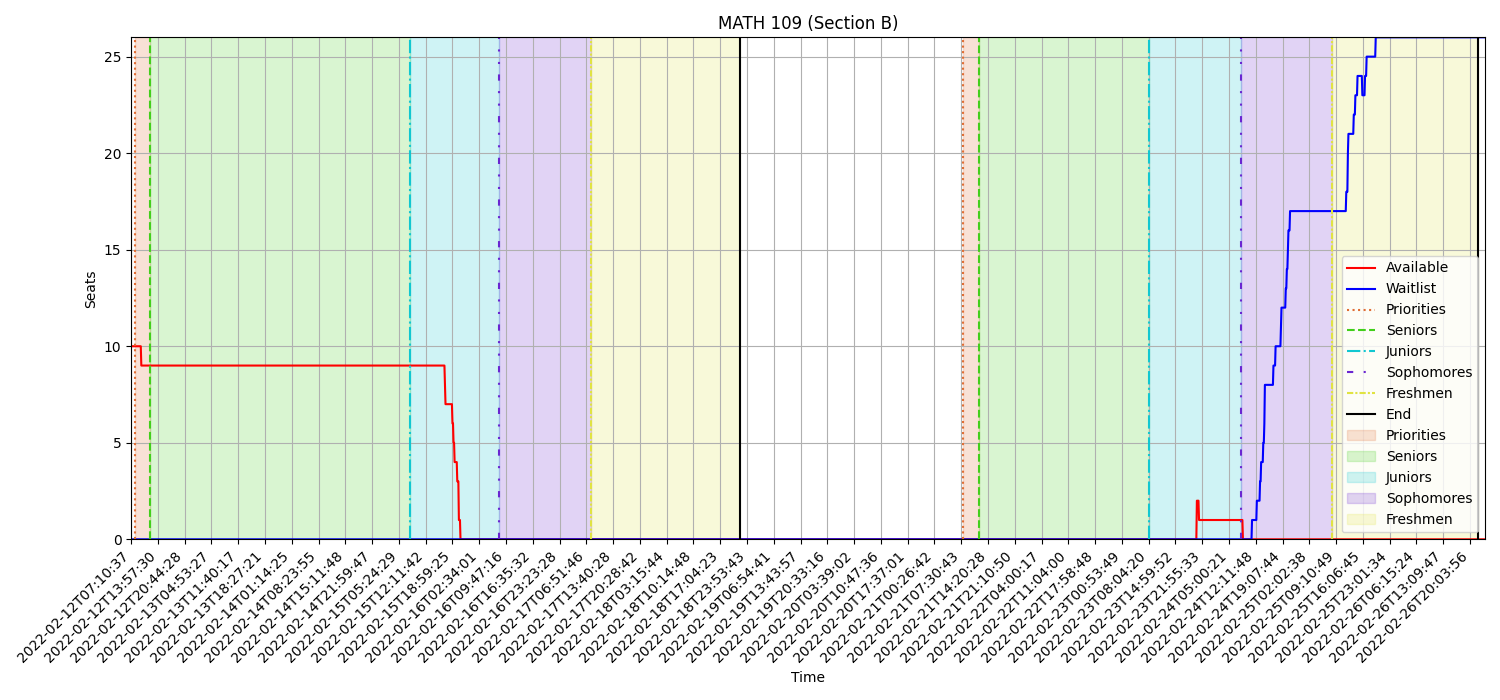 MATH 109 (Section B)
Seats
25
20
15
10
5
0
Available
Waitlist
Priorities
Seniors
Juniors
Sophomores
Freshmen
End
Priorities
Seniors
Juniors
Sophomores
Freshmen
2022-02-12T07:10:37
2022-02-12T13:57:30
2022-02-12T20:44:28
2022-02-13T04:53:27
2022-02-13T11:40:17
2022-02-13T18:27:21
2022-02-14T01:14:25
2022-02-14T08:23:55
2022-02-14T15:11:48
2022-02-14T21:59:47
2022-02-15T05:24:29
2022-02-15T12:11:42
2022-02-15T18:59:25
2022-02-16T02:34:01
2022-02-16T09:47:16
2022-02-16T16:35:32
2022-02-16T23:23:28
2022-02-17T06:51:46
2022-02-17T13:40:28
2022-02-17T20:28:42
2022-02-18T03:15:44
2022-02-18T10:14:48
2022-02-18T17:04:23
2022-02-18T23:53:43
2022-02-19T06:54:41
2022-02-19T13:43:57
2022-02-19T20:33:16
2022-02-20T03:39:02
2022-02-20T10:47:36
2022-02-20T17:37:01
2022-02-21T00:26:42
2022-02-21T07:30:43
2022-02-21T14:20:28
2022-02-21T21:10:50
2022-02-22T04:00:17
2022-02-22T11:04:00
2022-02-22T17:58:48
2022-02-23T00:53:49
2022-02-23T08:04:20
2022-02-23T14:59:52
2022-02-23T21:55:33
2022-02-24T05:00:21
2022-02-24T12:11:48
2022-02-24T19:07:44
2022-02-25T02:02:38
2022-02-25T09:10:49
2022-02-25T16:06:45
2022-02-25T23:01:34
2022-02-26T06:15:24
2022-02-26T13:09:47
2022-02-26T20:03:56
Time